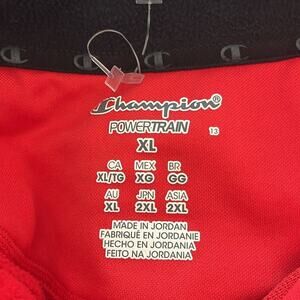 Champion®
POWERTRAIN
13
XL
CA MEX BR
XL/TG XG GG
AU JPN ASIA
XL 2XL 2XL
MADE IN JORDAN
FABRIQUÉ EN JORDANIE
HECHO EN JORDANIA
FEITO NA JORDANIA